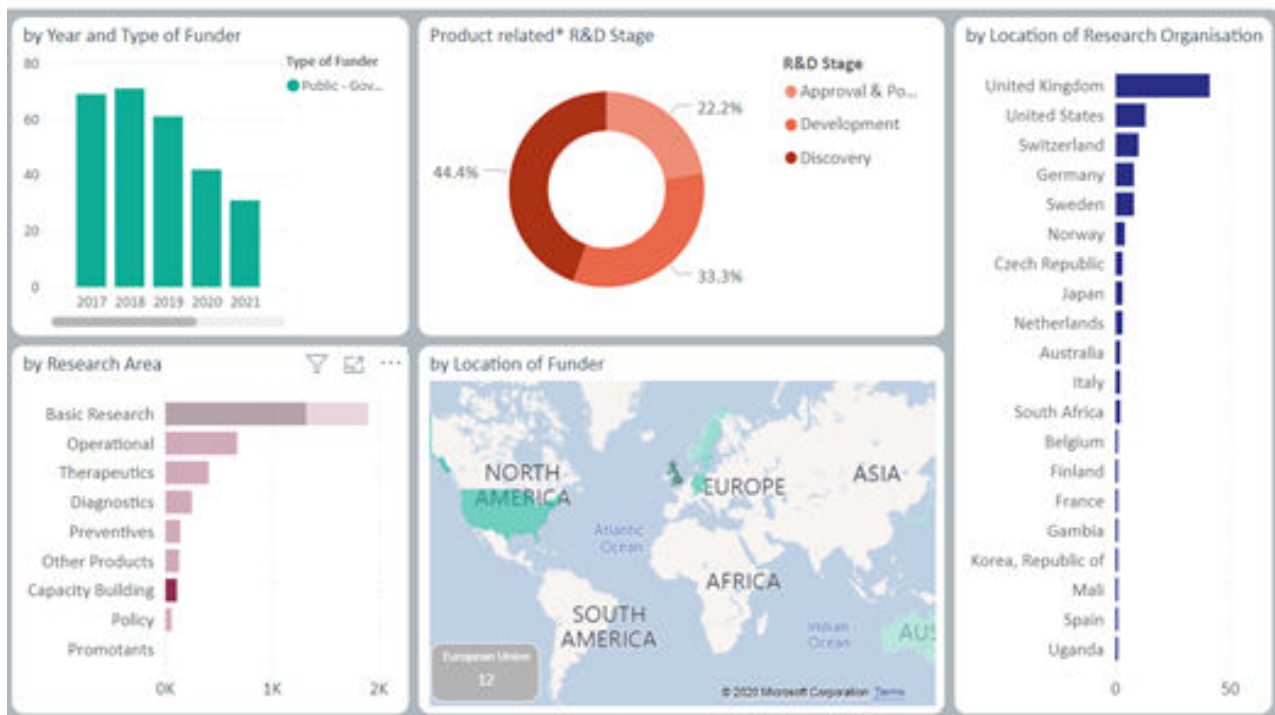 by Year and Type of Funder
80
60
40
20
0
2017 2018 2019 2020 2021
Type of Funder
Public - Gov...
Product related* R&D Stage
22.2%
44.4%
33.3%
R&D Stage
Approval & Po...
Development
Discovery
by Location of Research Organisation
United Kingdom
United States
Switzerland
Germany
Sweden
Norway
Czech Republic
Japan
Netherlands
Australia
Italy
South Africa
Belgium
Finland
France
Gambia
Korea, Republic of
Mali
Spain
Uganda
0 50
by Research Area
Basic Research
Operational
Therapeutics
Diagnostics
Preventives
Other Products
Capacity Building
Policy
Promotants
0K 1K 2K
by Location of Funder
NORTH
AMERICA
EUROPE
ASIA
Atlantic
Ocean
AFRICA
SOUTH
AMERICA
Indian
Ocean
AUS
European Union
12
© 2020 Microsoft Corporation Terms